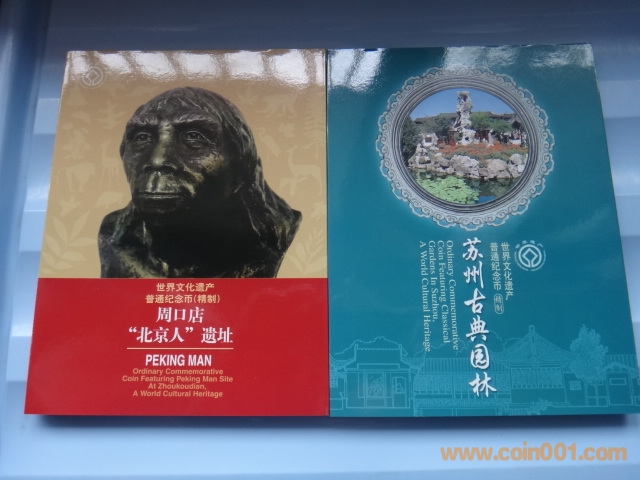 世界文化遗产
普通纪念币(精制)
周口店
“北京人”遗址
PEKING MAN
Ordinary Commemorative
Coin Featuring Peking Man Site
At Zhoukoudian,
A World Cultural Heritage
世界文化遗产
普通纪念币(精制)
苏州古典园林
Ordinary Commemorative
Coin Featuring Classical
Gardens In Suzhou,
A World Cultural Heritage
www.coin001.com